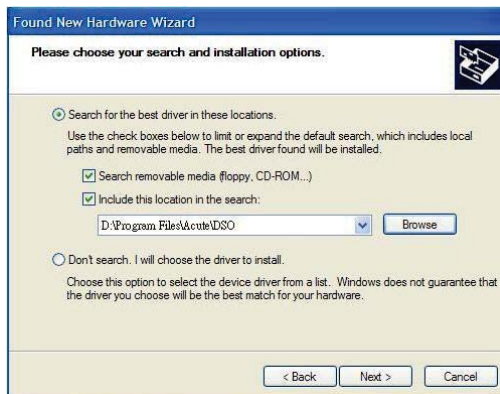 Found New Hardware Wizard
Please choose your search and installation options.
Search for the best driver in these locations.
Use the check boxes below to limit or expand the default search, which includes local
paths and removable media. The best driver found will be installed.
Search removable media (floppy, CD-ROM...)
Include this location in the search:
D:\Program Files\Acute\DSO
Browse
Don't search. I will choose the driver to install.
Choose this option to select the device driver from a list. Windows does not guarantee that
the driver you choose will be the best match for your hardware.
< Back
Next >
Cancel